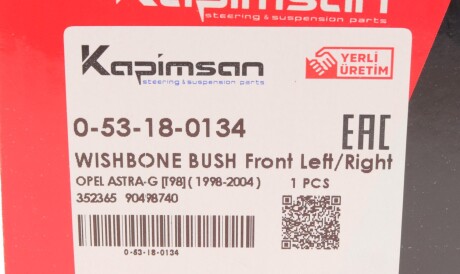 Kapimsan
steering & suspension parts
Kapimsan
steering & suspension parts
YERLİ
ÜRETİM
0-53-18-0134
EAC
WISHBONE BUSH Front Left/Right
OPEL ASTRA-G [T98] ( 1998-2004 )
1 PCS
352365 90498740
0-53-18-0134